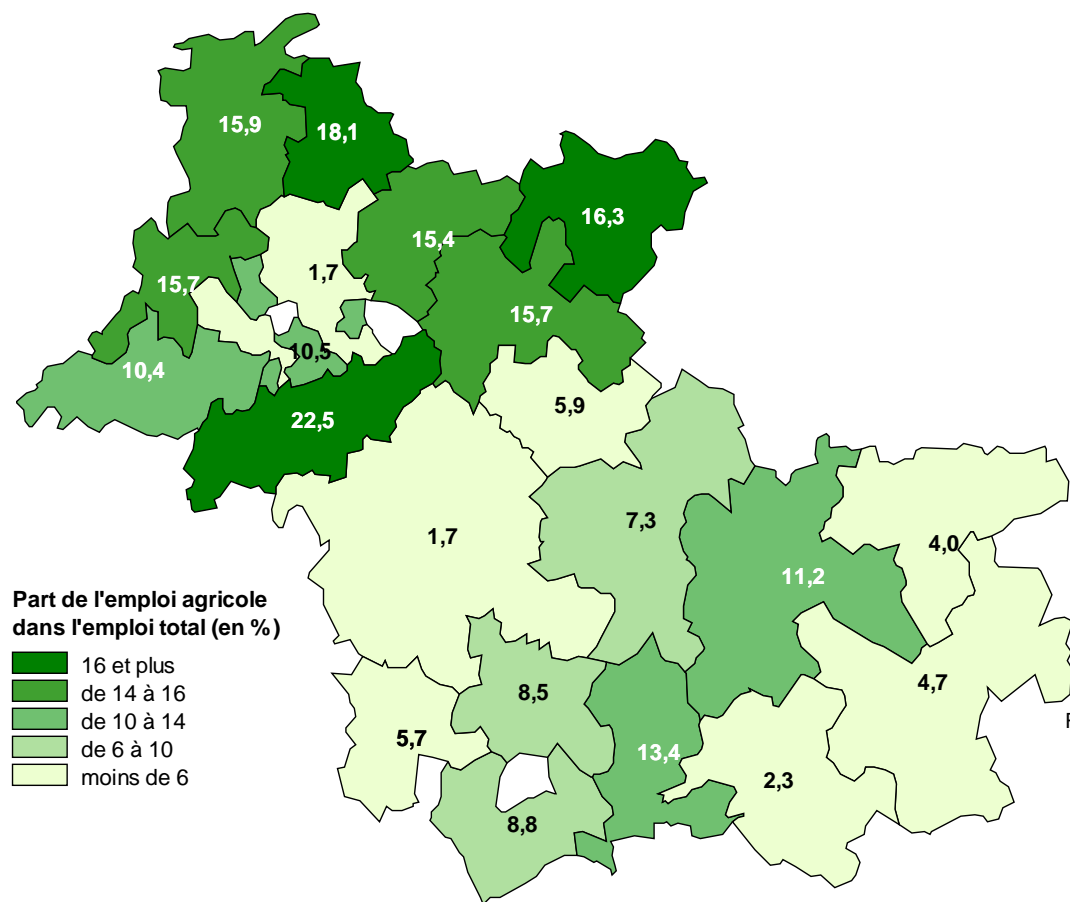 15,9
18,1
16,3
15,4
1,7
15,7
15,7
10,5
10,4
5,9
22,5
7,3
1,7
4,0
11,2
Part de l'emploi agricole
dans l'emploi total (en %)
16 et plus
de 14 à 16
de 10 à 14
de 6 à 10
moins de 6
8,5
4,7
F
5,7
13,4
2,3
8,8